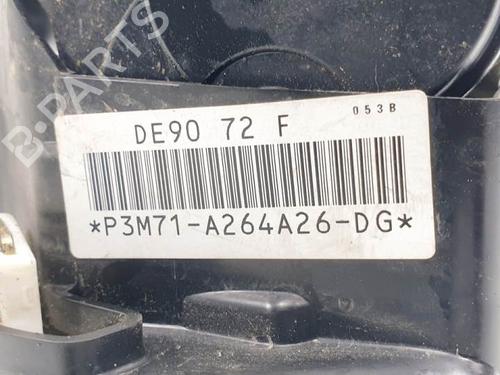 B-PARTS
053B
DE90 72 F
*P3M71-A264A26-DG*